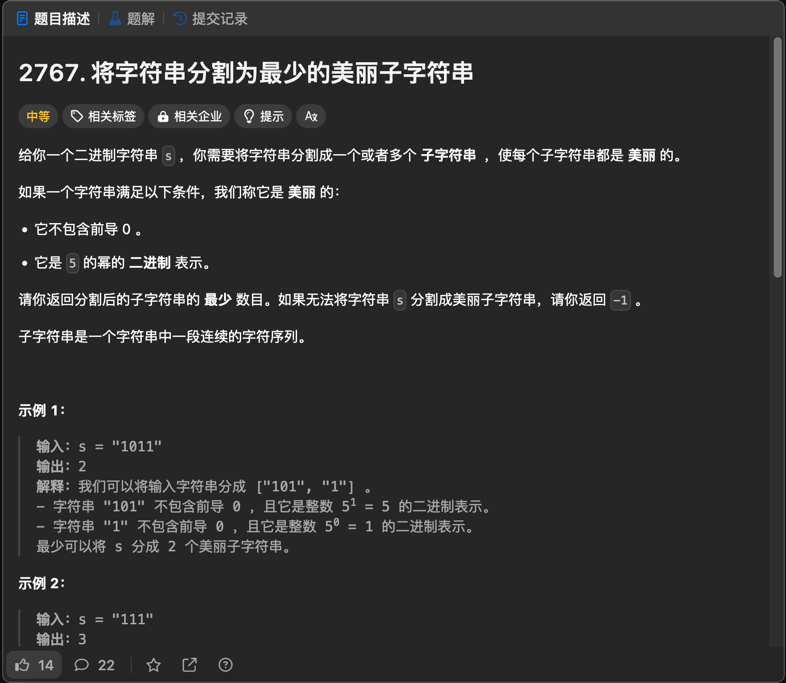 题目描述 题解 提交记录
2767. 将字符串分割为最少的美丽子字符串
中等 相关标签 相关企业 提示 Aあ
给你一个二进制字符串 s ，你需要将字符串分割成一个或者多个 子字符串 ，使每个子字符串都是 美丽 的。
如果一个字符串满足以下条件，我们称它是 美丽 的：
• 它不包含前导 0 。
• 它是 5 的幂的 二进制 表示。
请你返回分割后的子字符串的 最少 数目。如果无法将字符串 s 分割成美丽子字符串，请你返回 -1 。
子字符串是一个字符串中一段连续的字符序列。
示例 1：
输入：s = "1011"
输出：2
解释：我们可以将输入字符串分成 ["101", "1"] 。
- 字符串 "101" 不包含前导 0 ，且它是整数 5¹ = 5 的二进制表示。
- 字符串 "1" 不包含前导 0 ，且它是整数 5⁰ = 1 的二进制表示。
最少可以将 s 分成 2 个美丽子字符串。
示例 2：
输入：s = "111"
输出：3
14 22